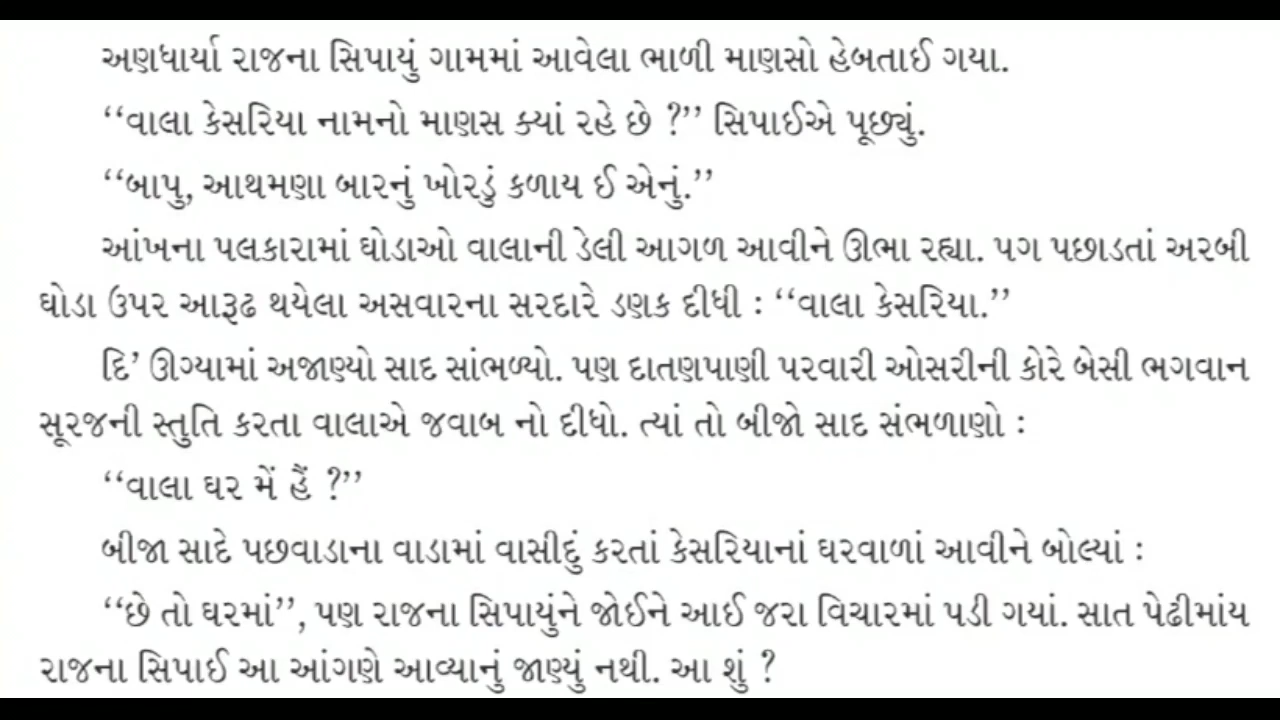 અણધાર્યા રાજના સિપાયું ગામમાં આવેલા ભાળી માણસો હેબતાઈ ગયા.
‘‘વાલા કેસરિયા નામનો માણસ ક્યાં રહે છે ?’’ સિપાઈએ પૂછ્યું.
‘‘બાપુ, આથમણા બારનું ખોરડું કળાય ઈ એનું.’’
આંખના પલકારામાં ઘોડાઓ વાલાની ડેલી આગળ આવીને ઊભા રહ્યા. પગ પછાડતાં અરબી
ઘોડા ઉપર આરૂઢ થયેલા અસવારના સરદારે ડણક દીધી : ‘‘વાલા કેસરિયા.’’
દિ’ ઊગ્યામાં અજાણ્યો સાદ સાંભળ્યો. પણ દાતણપાણી પરવારી ઓસરીની કોરે બેસી ભગવાન
સૂરજની સ્તુતિ કરતા વાલાએ જવાબ નો દીધો. ત્યાં તો બીજો સાદ સંભળાણો :
‘‘વાલા ઘર મેં હૈં ?’’
બીજા સાદે પછવાડાના વાડામાં વાસીદું કરતાં કેસરિયાનાં ઘરવાળાં આવીને બોલ્યાં :
‘‘છે તો ઘરમાં’’, પણ રાજના સિપાયુંને જોઈને આઈ જરા વિચારમાં પડી ગયાં. સાત પેઢીમાંય
રાજના સિપાઈ આ આંગણે આવ્યાનું જાણ્યું નથી. આ શું ?